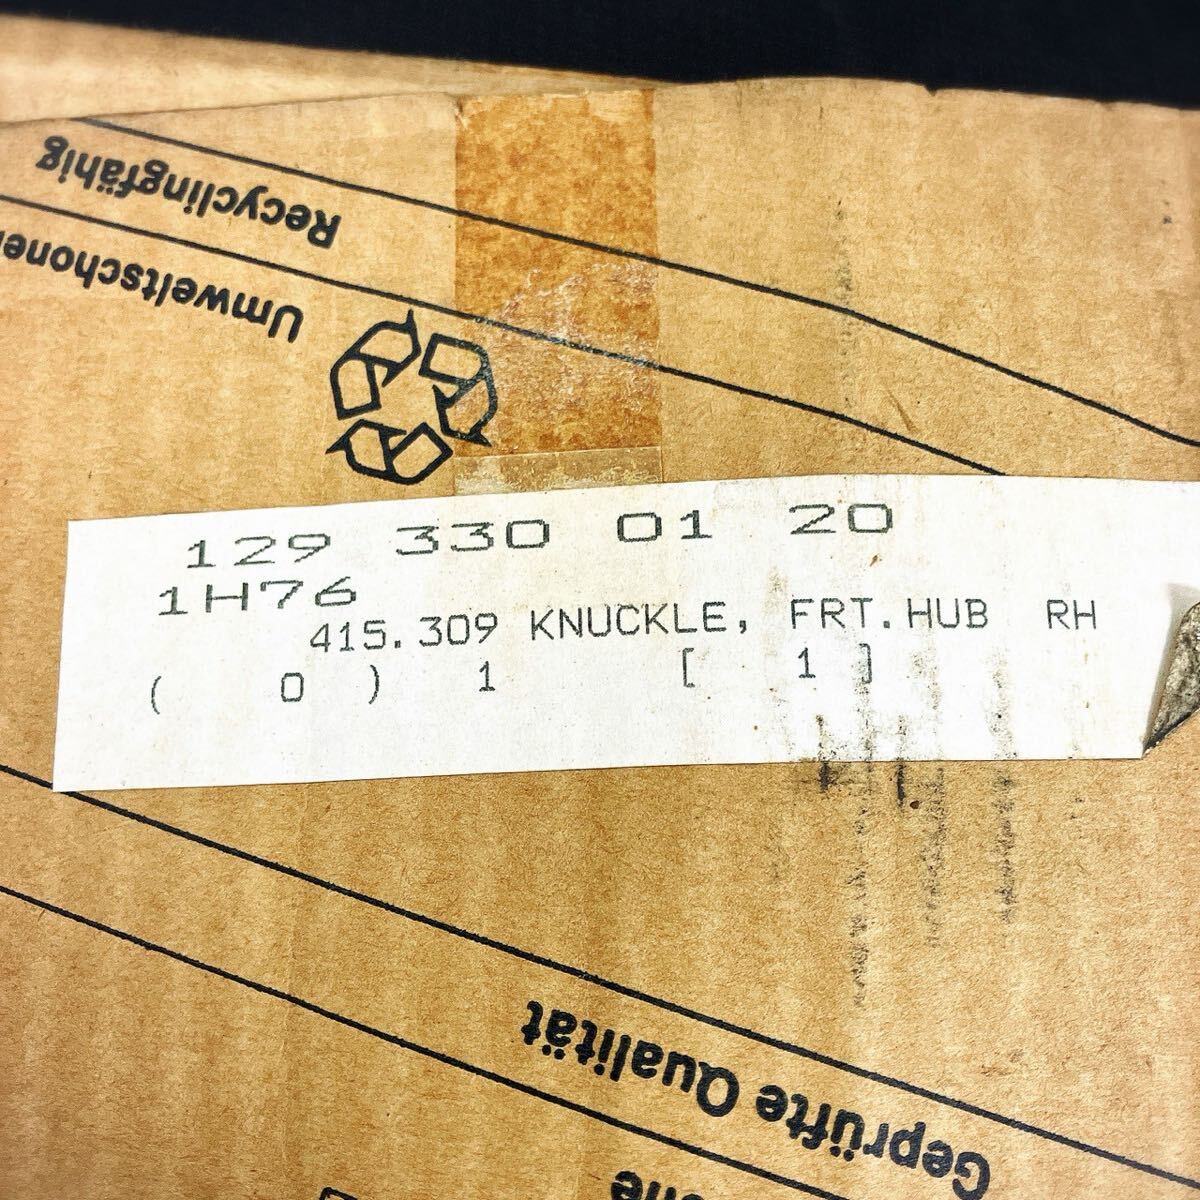 Recyclingfähig
129 330 01 20
1H76
415.309 KNUCKLE, FRT.HUB RH
( 0 ) 1 [ 1 ]
Geprüfte Qualität